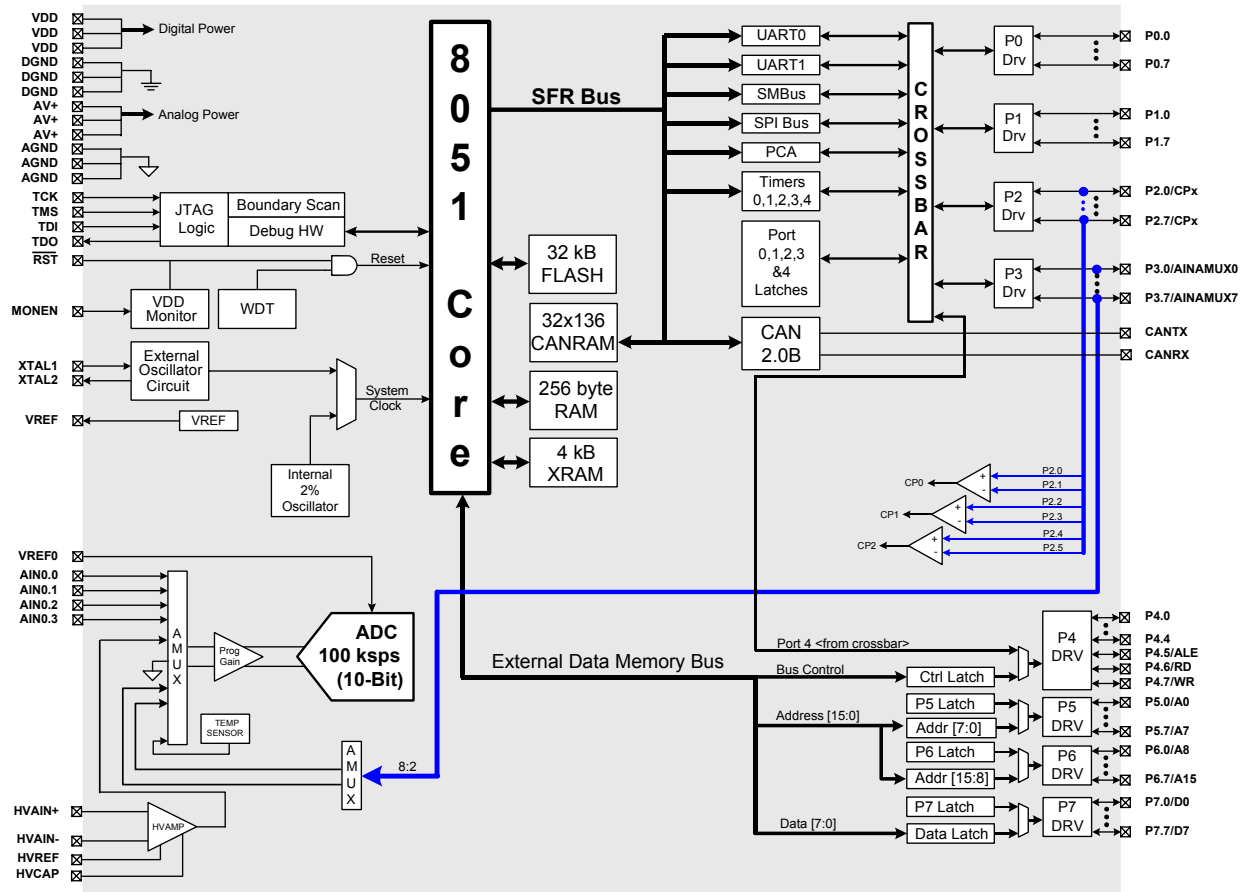 VDD
VDD
VDD
Digital Power
DGND
DGND
DGND
AV+
AV+
AV+
Analog Power
AGND
AGND
AGND
TCK
TMS
TDI
TDO
JTAG
Logic
Boundary Scan
Debug HW
RST
Reset
MONEN
VDD
Monitor
WDT
XTAL1
XTAL2
External
Oscillator
Circuit
System
Clock
VREF
VREF
Internal
2%
Oscillator
8
0
5
1
C
o
r
e
SFR Bus
32 kB
FLASH
32x136
CANRAM
256 byte
RAM
4 kB
XRAM
UART0
UART1
SMBus
SPI Bus
PCA
Timers
0,1,2,3,4
Port
0,1,2,3
&4
Latches
CAN
2.0B
C
R
O
S
S
B
A
R
P0
Drv
P0.0
P0.7
P1
Drv
P1.0
P1.7
P2
Drv
P2.0/CPx
P2.7/CPx
P3
Drv
P3.0/AINAMUX0
P3.7/AINAMUX7
CANTX
CANRX
CP0
+
-
P2.0
P2.1
CP1
+
-
P2.2
P2.3
CP2
+
-
P2.4
P2.5
VREF0
AIN0.0
AIN0.1
AIN0.2
AIN0.3
A
M
U
X
Prog
Gain
ADC
100 ksps
(10-Bit)
TEMP
SENSOR
A
M
U
X
8:2
HVAIN+
HVAIN-
HVREF
HVCAP
HVAMP
External Data Memory Bus
Port 4 <from crossbar>
Bus Control
Ctrl Latch
P4
DRV
P4.0
P4.4
P4.5/ALE
P4.6/RD
P4.7/WR
Address [15:0]
P5 Latch
Addr [7:0]
P5
DRV
P5.0/A0
P5.7/A7
P6 Latch
Addr [15:8]
P6
DRV
P6.0/A8
P6.7/A15
Data [7:0]
P7 Latch
Data Latch
P7
DRV
P7.0/D0
P7.7/D7